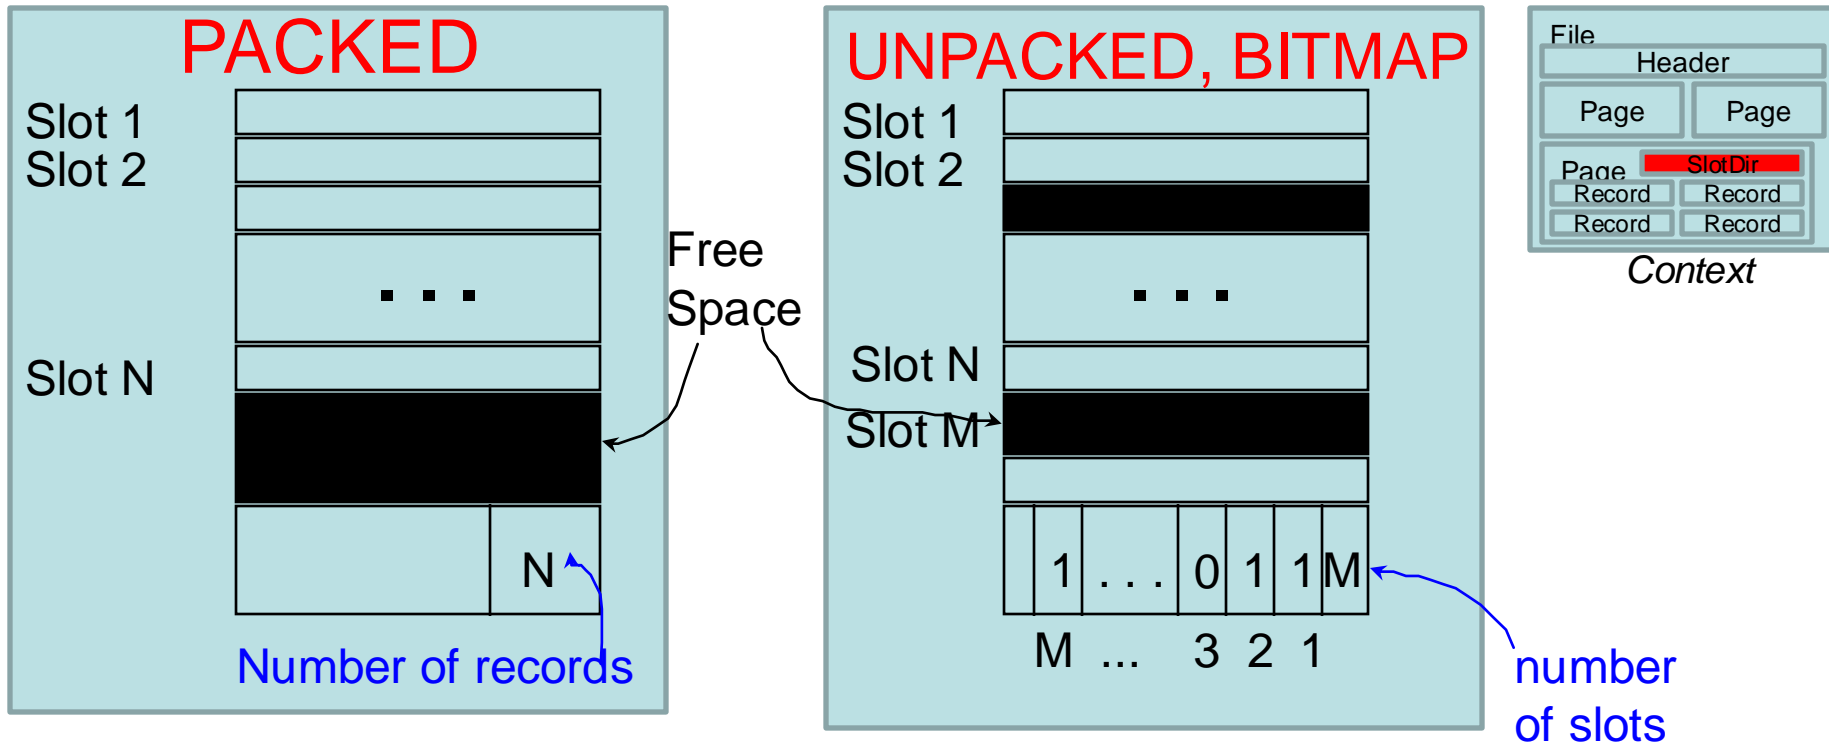 PACKED
Slot 1
Slot 2
. . .
Slot N
N
Number of records
Free
Space
UNPACKED, BITMAP
Slot 1
Slot 2
. . .
Slot N
Slot M
1 . . . 0 1 1 M
M ... 3 2 1
number
of slots
File
Header
Page Page
Page SlotDir
Record Record
Record Record
Context